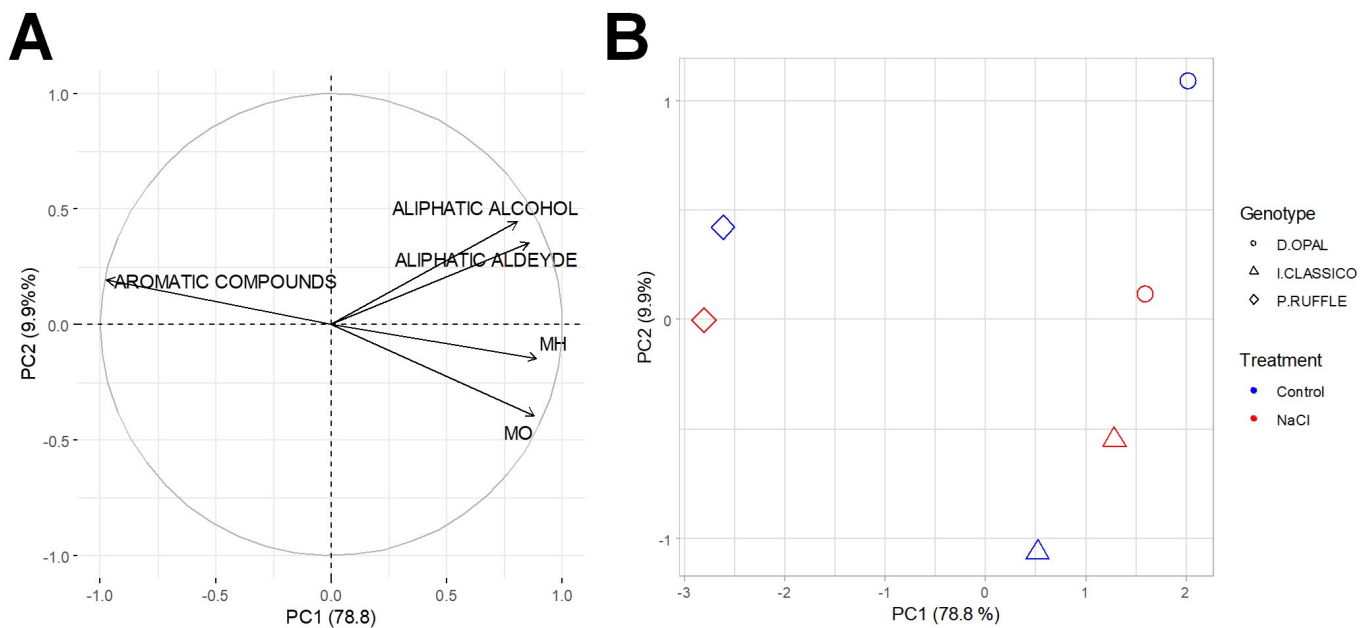 A
B
1.0
0.5
0.0
-0.5
-1.0
PC2 (9.9%%)
ALIPHATIC ALCOHOL
ALIPHATIC ALDEYDE
AROMATIC COMPOUNDS
MH
MO
-1.0
-0.5
0.0
0.5
1.0
PC1 (78.8)
1
0
-1
PC2 (9.9%)
-3
-2
-1
0
1
2
PC1 (78.8 %)
Genotype
D.OPAL
I.CLASSICO
P.RUFFLE
Treatment
Control
NaCl